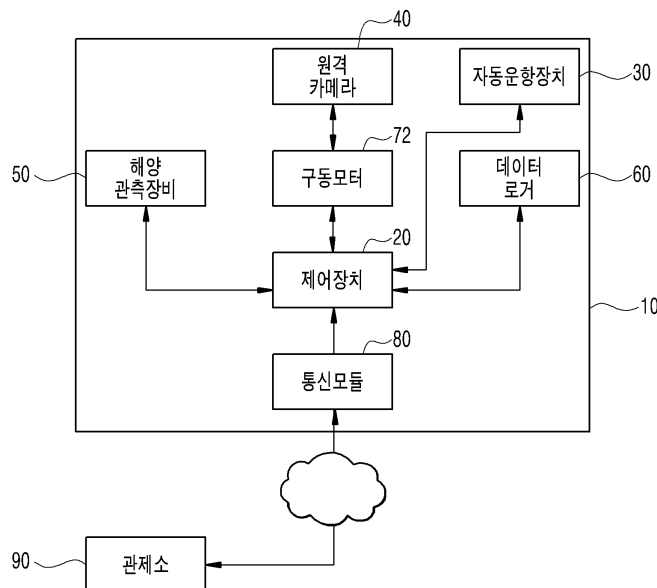 40
원격
카메라
자동운항장치
30
72
50
해양
관측장비
구동모터
데이터
로거
60
20
제어장치
10
80
통신모듈
90
관제소